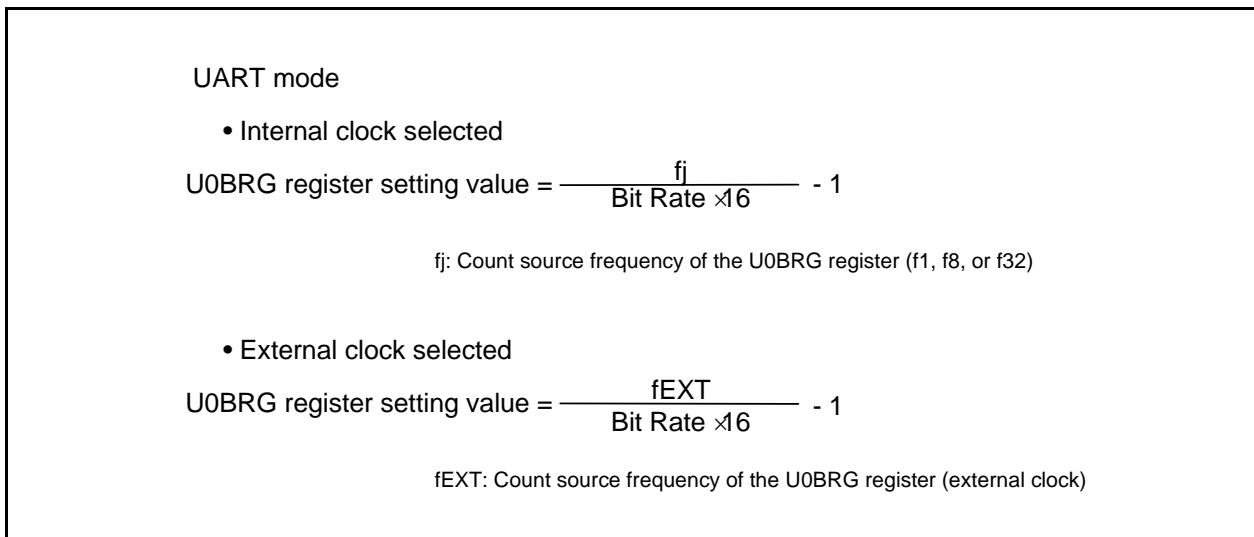 UART mode
• Internal clock selected
U0BRG register setting value = fj / Bit Rate ×16 - 1
fj: Count source frequency of the U0BRG register (f1, f8, or f32)
• External clock selected
U0BRG register setting value = fEXT / Bit Rate ×16 - 1
fEXT: Count source frequency of the U0BRG register (external clock)